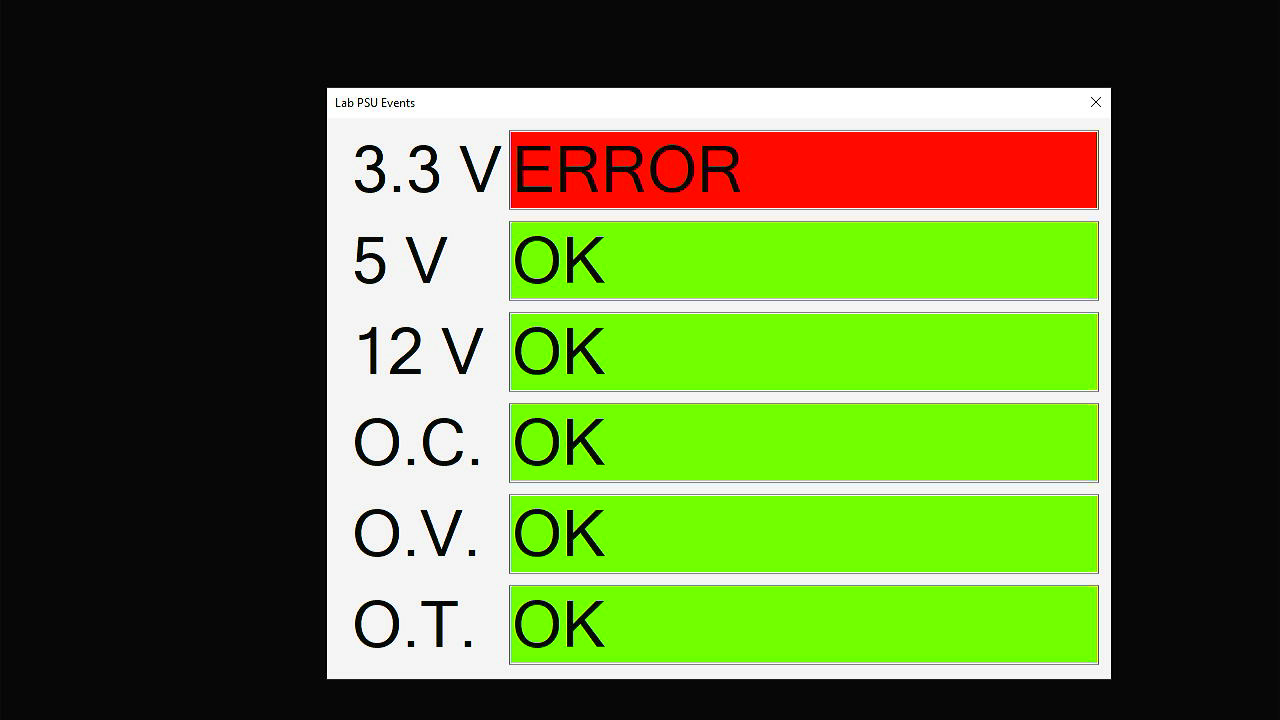 Lab PSU Events
3.3 V ERROR
5 V OK
12 V OK
O.C. OK
O.V. OK
O.T. OK